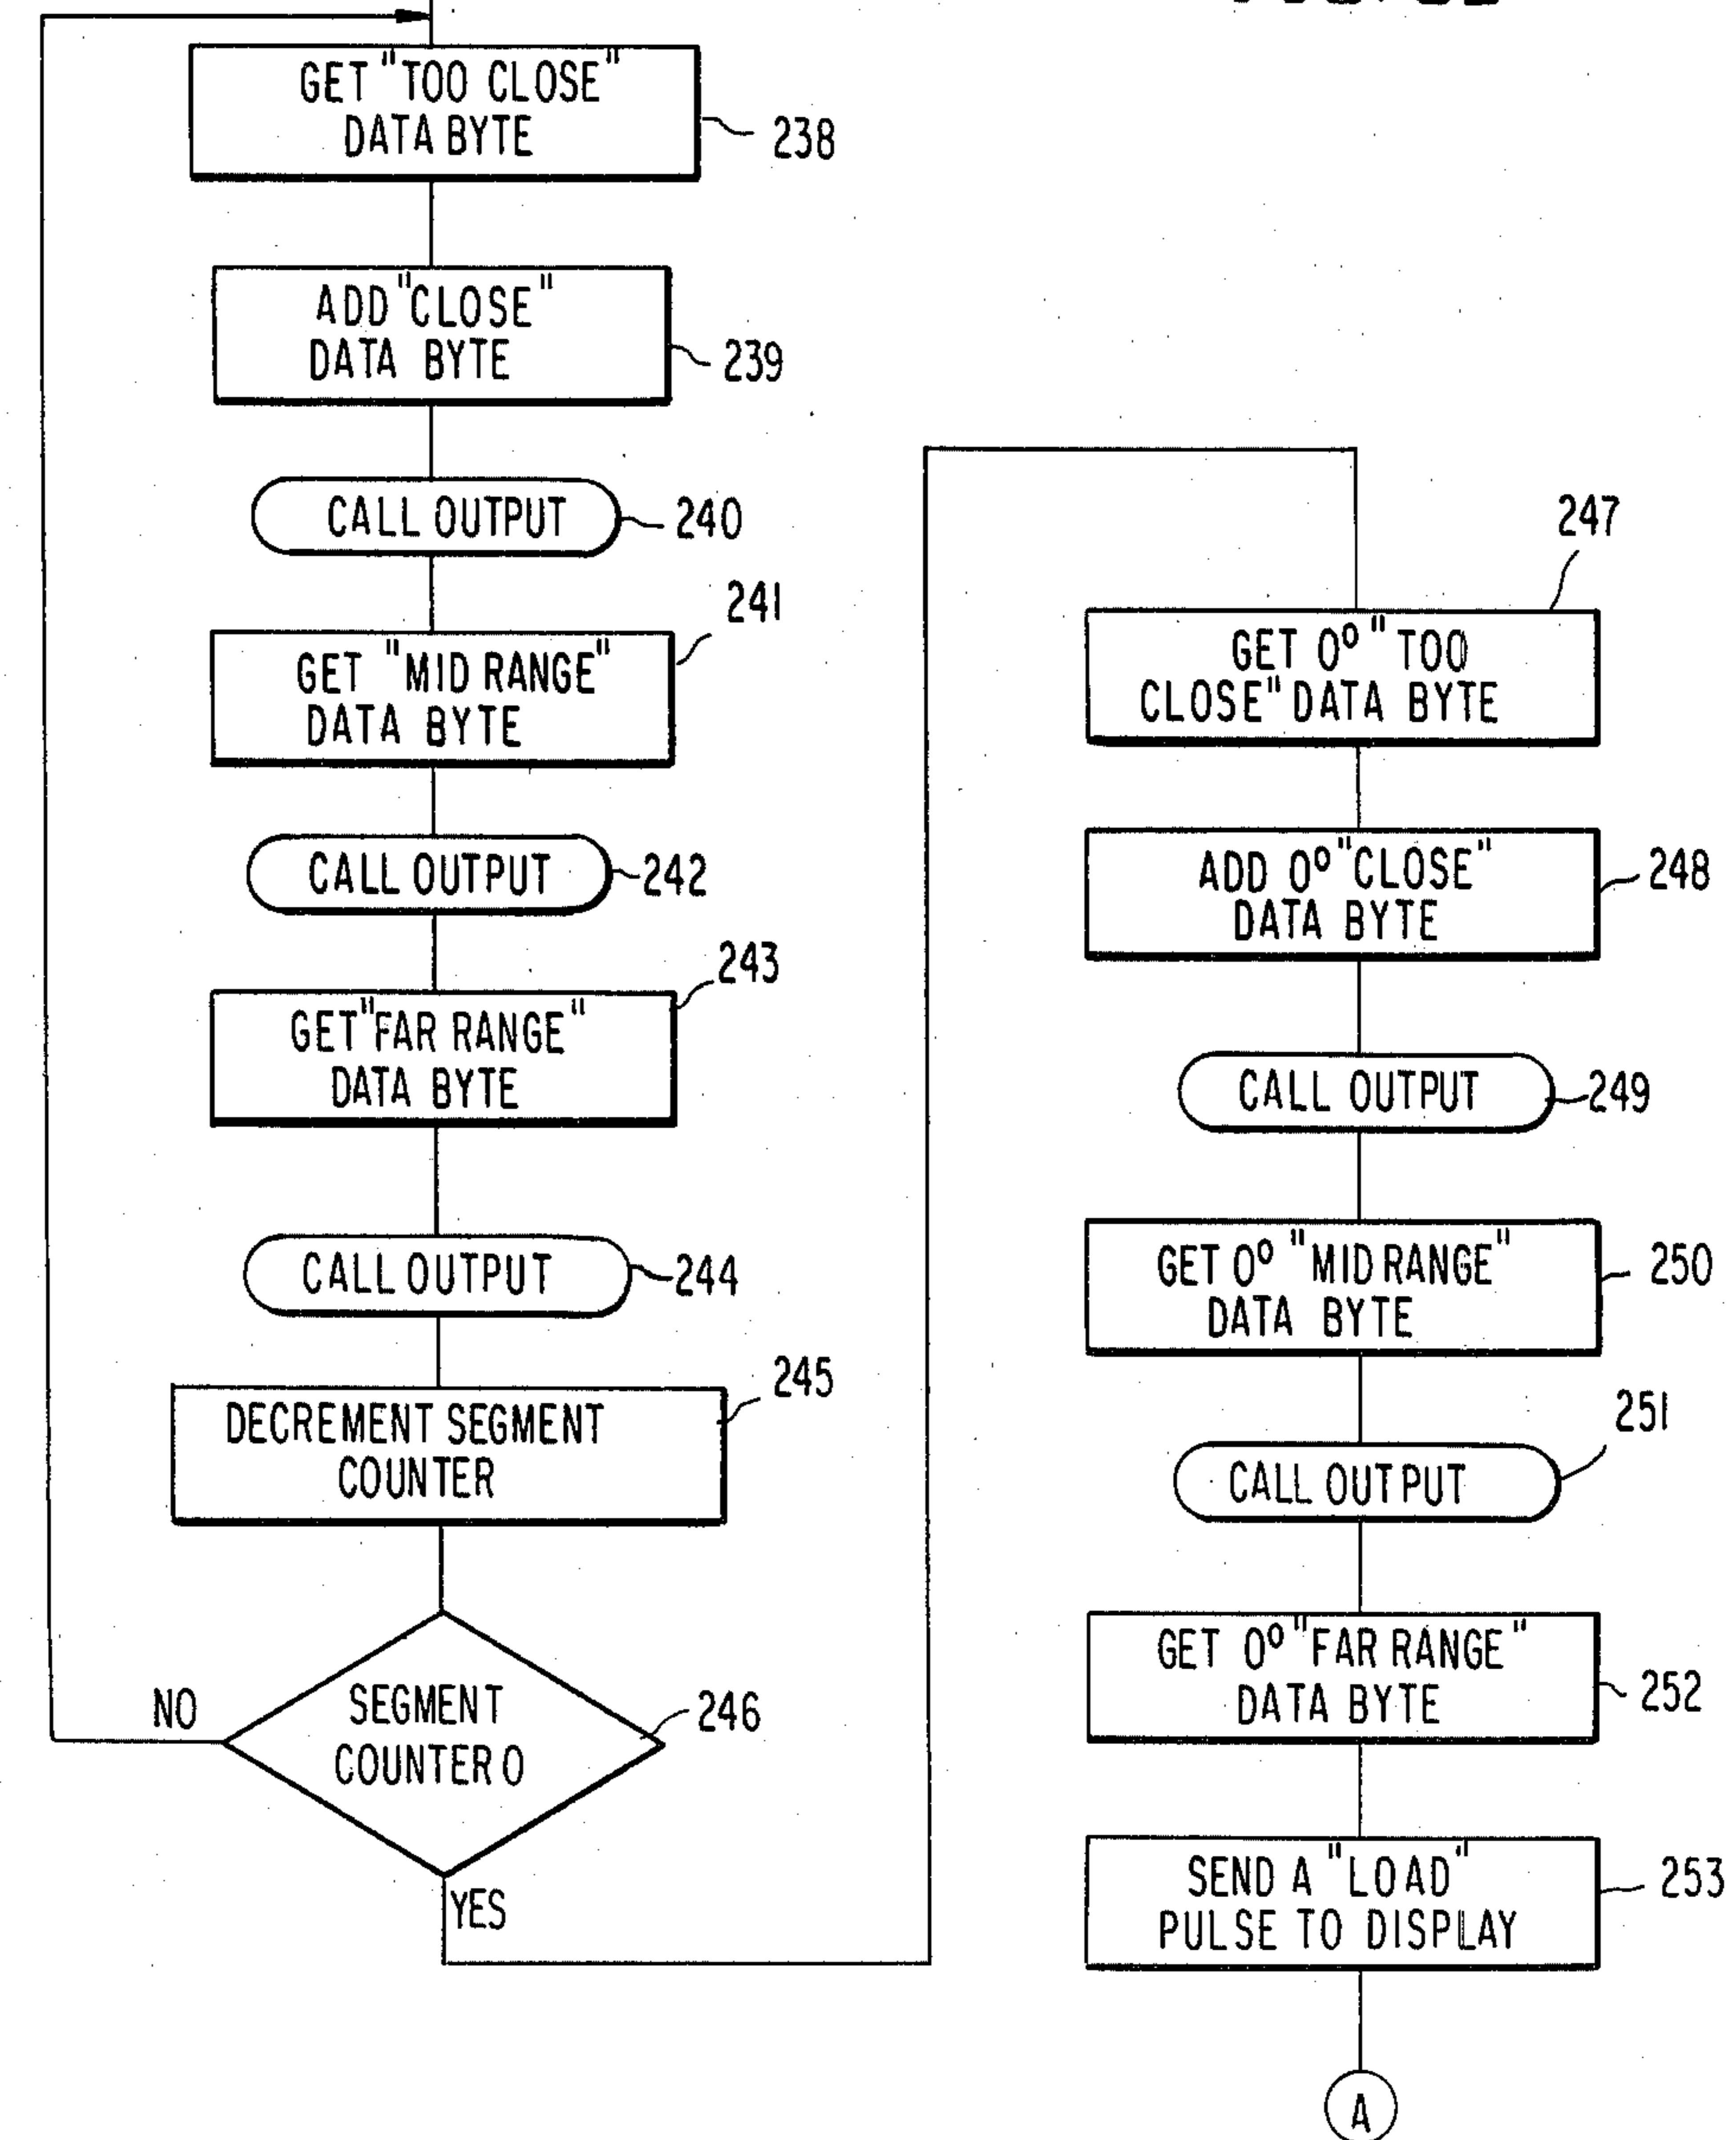 GET "TOO CLOSE"
DATA BYTE
238
ADD "CLOSE"
DATA BYTE
239
CALL OUTPUT
240
241
GET "MID RANGE"
DATA BYTE
CALL OUTPUT
242
243
GET "FAR RANGE"
DATA BYTE
CALL OUTPUT
244
245
DECREMENT SEGMENT
COUNTER
NO
SEGMENT
COUNTER 0
246
YES
247
GET 0° "TOO
CLOSE" DATA BYTE
ADD 0° "CLOSE"
DATA BYTE
248
CALL OUTPUT
249
GET 0° "MID RANGE"
DATA BYTE
250
251
CALL OUTPUT
GET 0° "FAR RANGE"
DATA BYTE
252
SEND A "LOAD"
PULSE TO DISPLAY
253
A